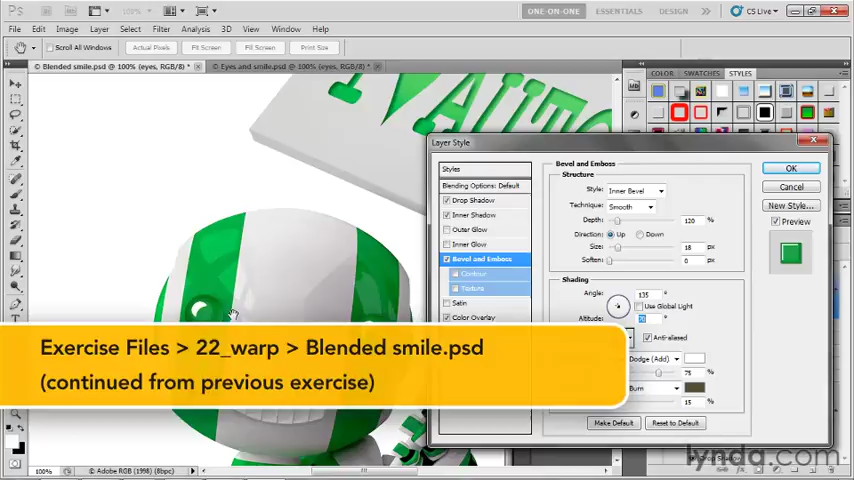 Ps
100%
ONE-ON-ONE
ESSENTIALS
DESIGN
CS Live
File Edit Image Layer Select Filter Analysis 3D View Window Help
Scroll All Windows
Actual Pixels
Fit Screen
Fill Screen
Print Size
Blended smile.psd @ 100% (eyes, RGB/8) *
Eyes and smile.psd @ 100% (eyes, RGB/8) *
COLOR
SWATCHES
STYLES
Mb
Layer Style
Styles
Blending Options: Default
Drop Shadow
Inner Shadow
Outer Glow
Inner Glow
Bevel and Emboss
Contour
Texture
Satin
Color Overlay
Bevel and Emboss
Structure
Style: Inner Bevel
Technique: Smooth
Depth: 120 %
Direction: Up Down
Size: 18 px
Soften: 0 px
Shading
Angle: 135 °
Use Global Light
Altitude: 70 °
Anti-aliased
Dodge (Add)
75 %
Burn
15 %
Make Default
Reset to Default
OK
Cancel
New Style...
Preview
Exercise Files > 22_warp > Blended smile.psd
(continued from previous exercise)
100%
Adobe RGB (1998) (8bpc)
Drop Shadow
lynda.com